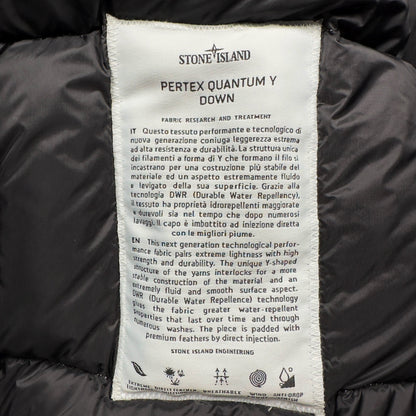 STONE ISLAND
PERTEX QUANTUM Y
DOWN
FABRIC RESEARCH AND TREATMENT
IT Questo tessuto performante e tecnologico di
nuova generazione coniuga leggerezza estrema
ad alta resistenza e durabilità. La struttura unica
dei filamenti a forma di Y che formano il filo si
incastrano per una costruzione più stabile del
materiale ed un aspetto estremamente fluido
e levigato della sua superficie. Grazie alla
tecnologia DWR (Durable Water Repellency),
il tessuto ha proprietà idrorepellenti maggiorate
e durevoli sia nel tempo che dopo numerosi
lavaggi. Il capo è imbottito ad iniezione diretta
con le migliori piume.
EN This next generation technological perfor-
mance fabric pairs extreme lightness with high
strength and durability. The unique Y-shaped
structure of the yarns interlocks for a more
stable construction of the material and an
extremely fluid and smooth surface aspect.
DWR (Durable Water Repellence) technology
gives the fabric greater water-repellent
properties that last over time and through
numerous washes. The piece is padded with
premium feathers by direct injection.
STONE ISLAND ENGINEERING
EXTREME BREATHABLE WIND ANTI-DROP